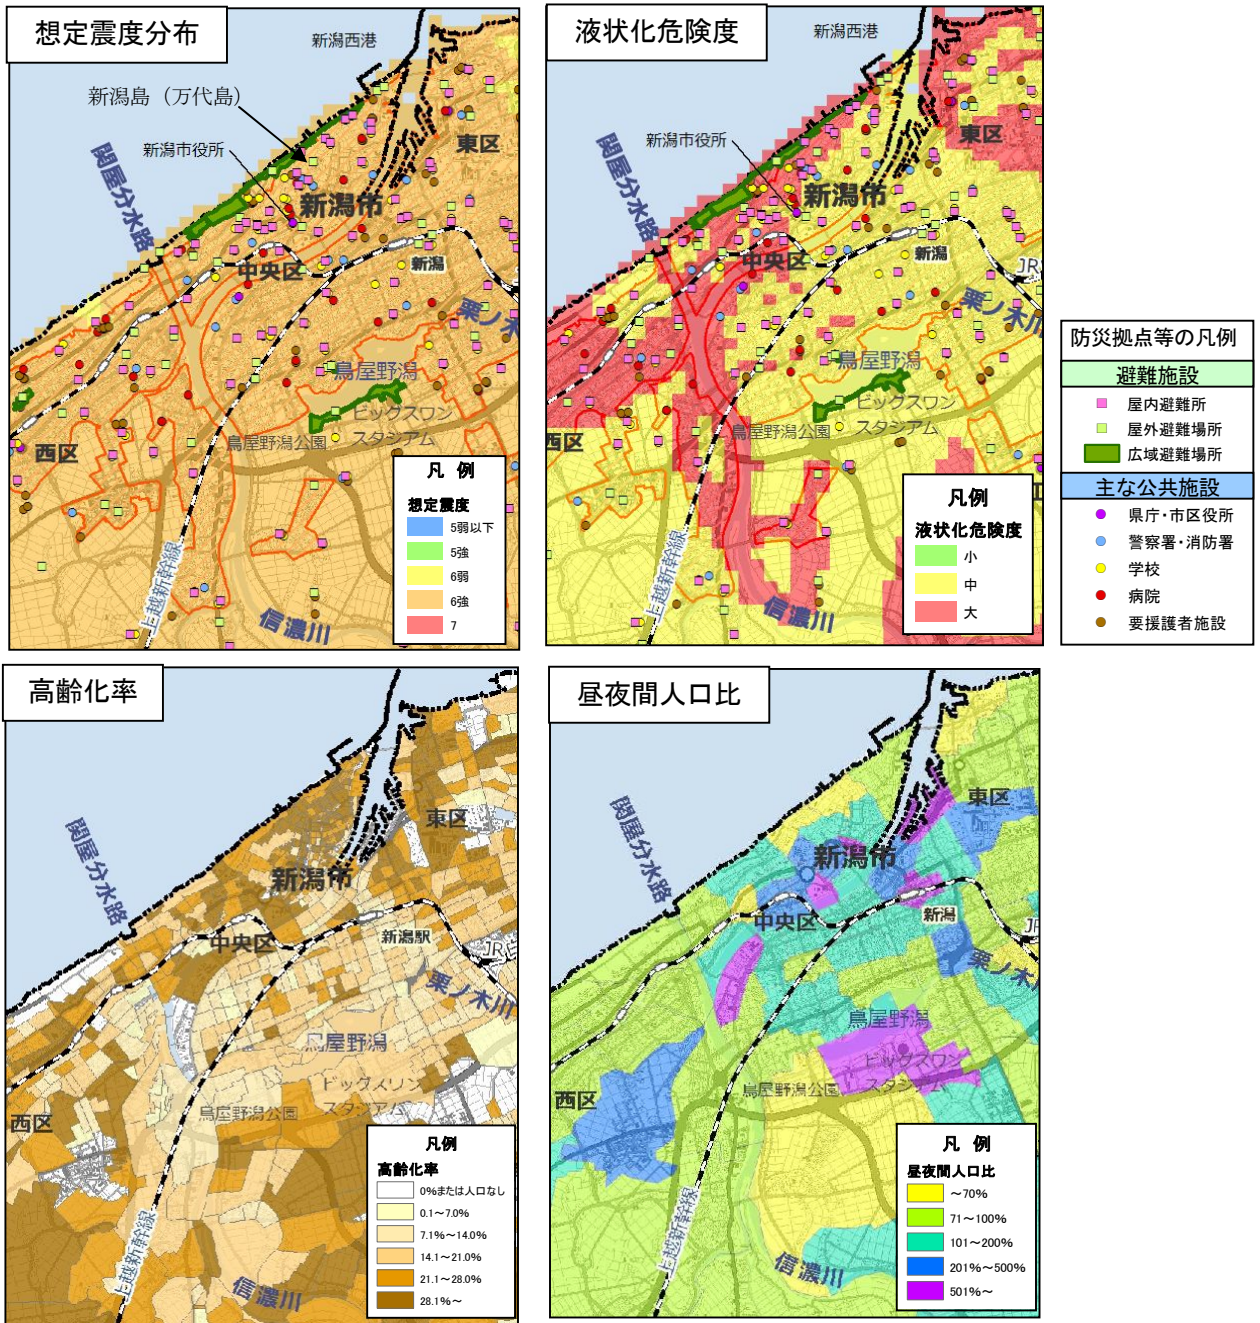 想定震度分布
新潟西港
新潟島（万代島）
新潟市役所
関屋分水路
東区
新潟市
中央区
新潟
栗ノ木川
鳥屋野潟
ビッグスワン
スタジアム
鳥屋野潟公園
西区
上越新幹線
信濃川
凡 例
想定震度
5弱以下
5強
6弱
6強
7
液状化危険度
新潟西港
新潟市役所
関屋分水路
東区
新潟市
中央区
新潟
JR
栗ノ木川
鳥屋野潟
ビッグスワン
スタジアム
鳥屋野潟公園
西区
上越新幹線
信濃川
凡例
液状化危険度
小
中
大
防災拠点等の凡例
避難施設
屋内避難所
屋外避難場所
広域避難場所
主な公共施設
県庁・市区役所
警察署・消防署
学校
病院
要援護者施設
高齢化率
関屋分水路
東区
新潟市
中央区
新潟駅
JR
栗ノ木川
鳥屋野潟
ビッグスワン
スタジアム
鳥屋野潟公園
西区
上越新幹線
信濃川
凡例
高齢化率
0%または人口なし
0.1～7.0%
7.1%～14.0%
14.1～21.0%
21.1～28.0%
28.1%～
昼夜間人口比
関屋分水路
東区
新潟市
中央区
新潟
JR
栗ノ木川
鳥屋野潟
ビッグスワン
スタジアム
鳥屋野潟公園
西区
上越新幹線
信濃川
凡 例
昼夜間人口比
～70%
71～100%
101～200%
201%～500%
501%～